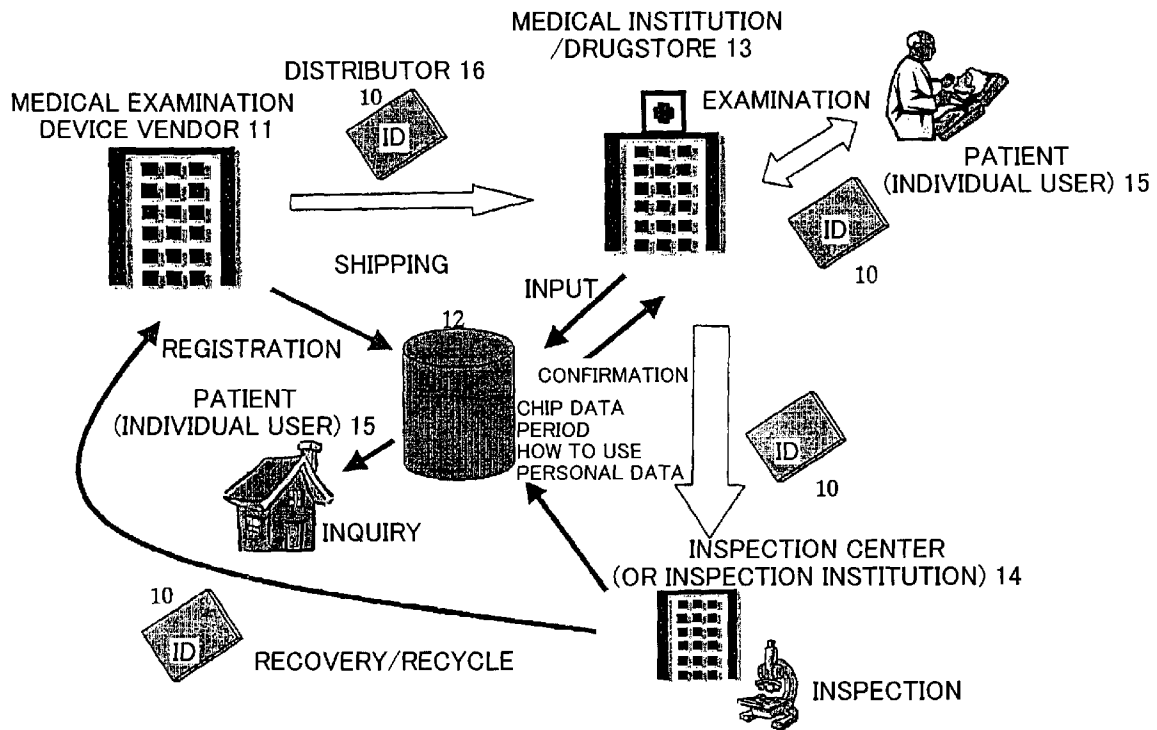 MEDICAL INSTITUTION
/DRUGSTORE 13
DISTRIBUTOR 16
10
ID
MEDICAL EXAMINATION
DEVICE VENDOR 11
EXAMINATION
PATIENT
(INDIVIDUAL USER) 15
ID
10
SHIPPING
INPUT
12
REGISTRATION
CONFIRMATION
PATIENT
(INDIVIDUAL USER) 15
CHIP DATA
PERIOD
HOW TO USE
PERSONAL DATA
ID
10
INQUIRY
INSPECTION CENTER
(OR INSPECTION INSTITUTION) 14
10
ID
RECOVERY/RECYCLE
INSPECTION